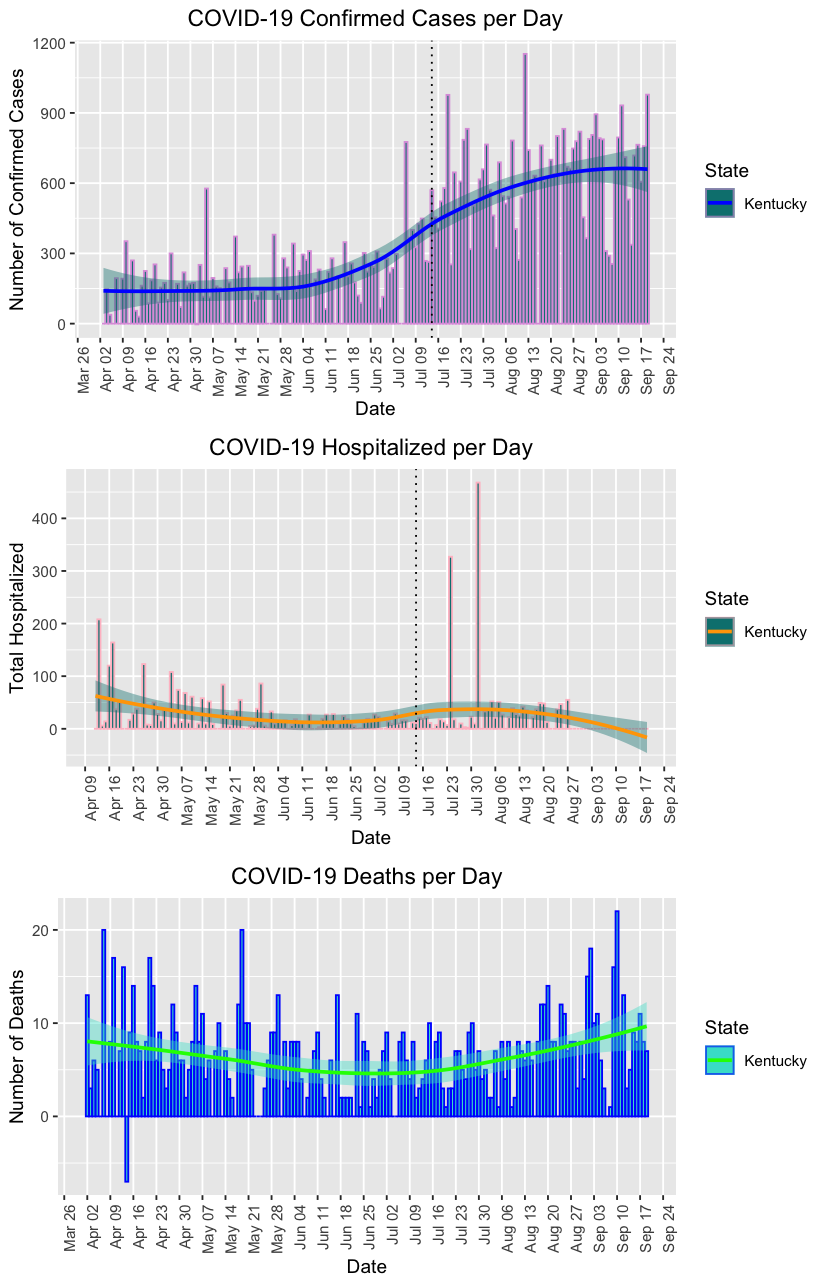 COVID-19 Confirmed Cases per Day
Number of Confirmed Cases
1200
900
600
300
0
Mar 26
Apr 02
Apr 09
Apr 16
Apr 23
Apr 30
May 07
May 14
May 21
May 28
Jun 04
Jun 11
Jun 18
Jun 25
Jul 02
Jul 09
Jul 16
Jul 23
Jul 30
Aug 06
Aug 13
Aug 20
Aug 27
Sep 03
Sep 10
Sep 17
Sep 24
Date
State
Kentucky
COVID-19 Hospitalized per Day
Total Hospitalized
400
300
200
100
0
Apr 09
Apr 16
Apr 23
Apr 30
May 07
May 14
May 21
May 28
Jun 04
Jun 11
Jun 18
Jun 25
Jul 02
Jul 09
Jul 16
Jul 23
Jul 30
Aug 06
Aug 13
Aug 20
Aug 27
Sep 03
Sep 10
Sep 17
Sep 24
Date
State
Kentucky
COVID-19 Deaths per Day
Number of Deaths
20
10
0
Mar 26
Apr 02
Apr 09
Apr 16
Apr 23
Apr 30
May 07
May 14
May 21
May 28
Jun 04
Jun 11
Jun 18
Jun 25
Jul 02
Jul 09
Jul 16
Jul 23
Jul 30
Aug 06
Aug 13
Aug 20
Aug 27
Sep 03
Sep 10
Sep 17
Sep 24
Date
State
Kentucky